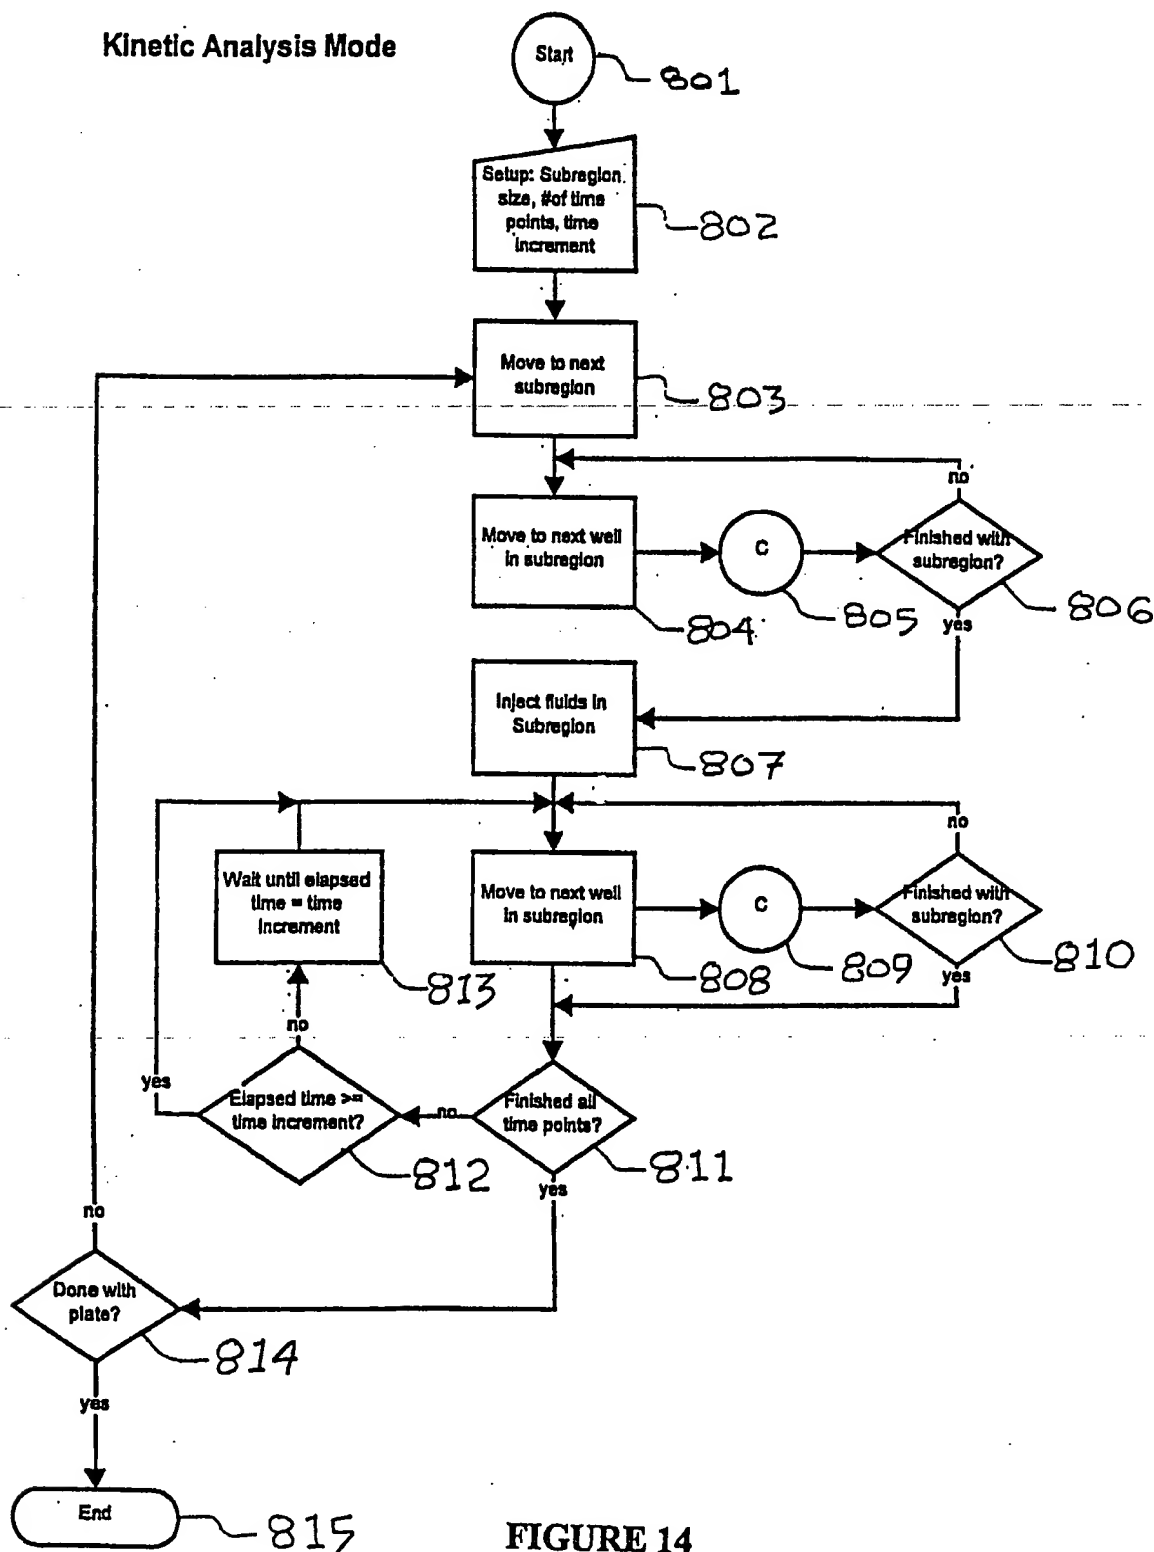 Kinetic Analysis Mode
Start
801
Setup: Subregion
size, #of time
points, time
increment
802
Move to next
subregion
803
no
Move to next well
in subregion
804
C
805
Finished with
subregion?
806
yes
Inject fluids in
Subregion
807
no
Wait until elapsed
time = time
increment
813
Move to next well
in subregion
808
C
809
Finished with
subregion?
810
yes
no
yes
Elapsed time >=
time increment?
812
no
Finished all
time points?
811
yes
no
Done with
plate?
814
yes
End
815
FIGURE 14